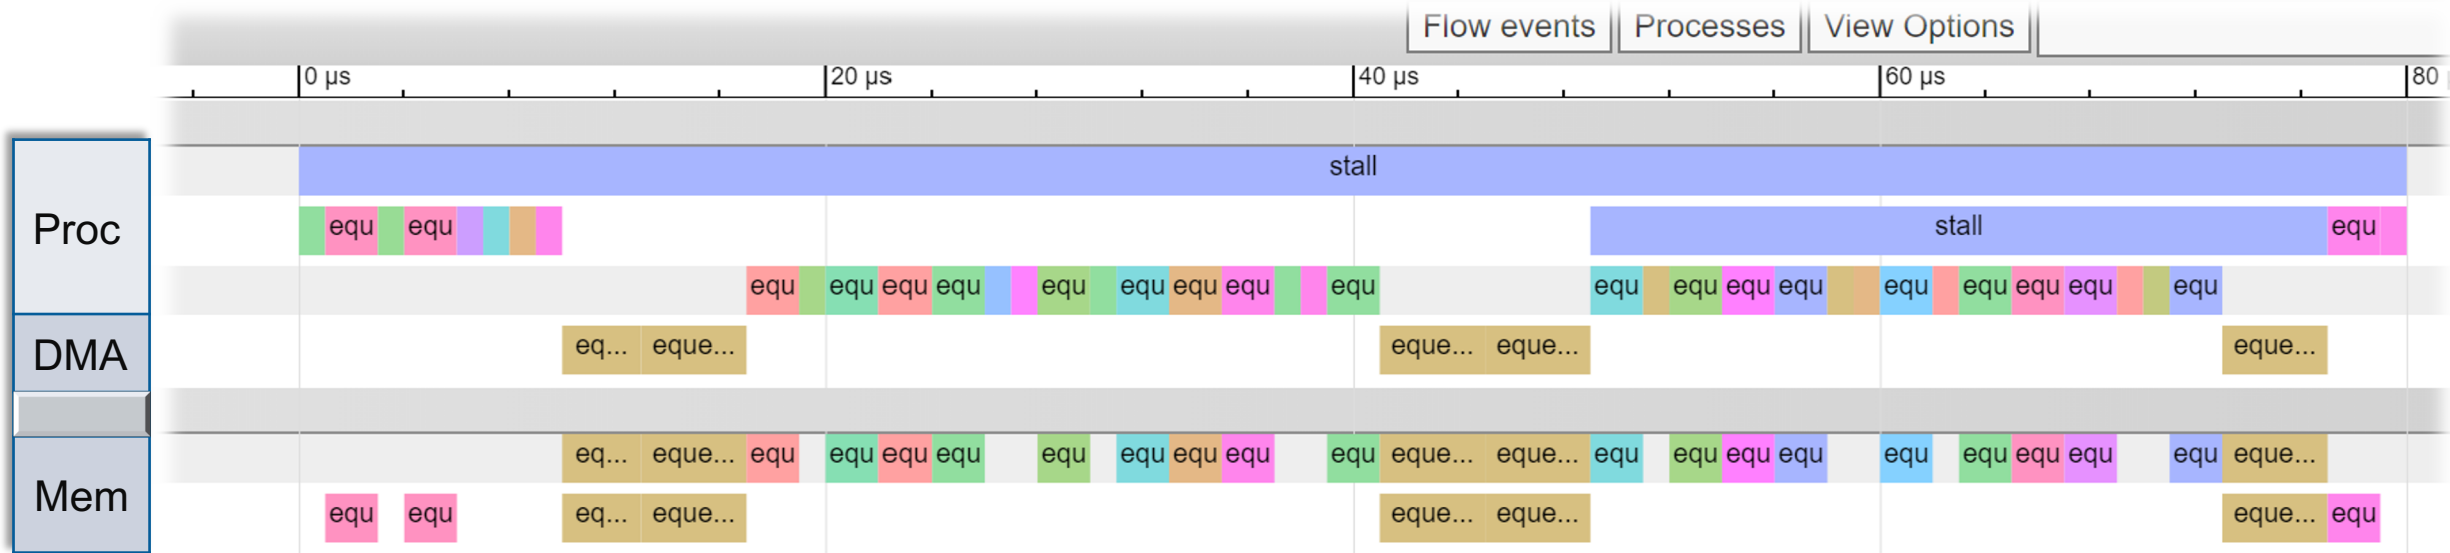 Flow events Processes View Options
0 µs 20 µs 40 µs 60 µs 80
stall
Proc equ equ stall equ
equ equ equ equ equ equ equ equ equ equ equ equ equ equ equ equ equ equ
DMA eq... eque... eque... eque... eque...
eq... eque... equ equ equ equ equ equ equ equ equ eque... eque... equ equ equ equ equ equ equ equ equ eque...
Mem equ equ eq... eque... eque... eque... eque... equ